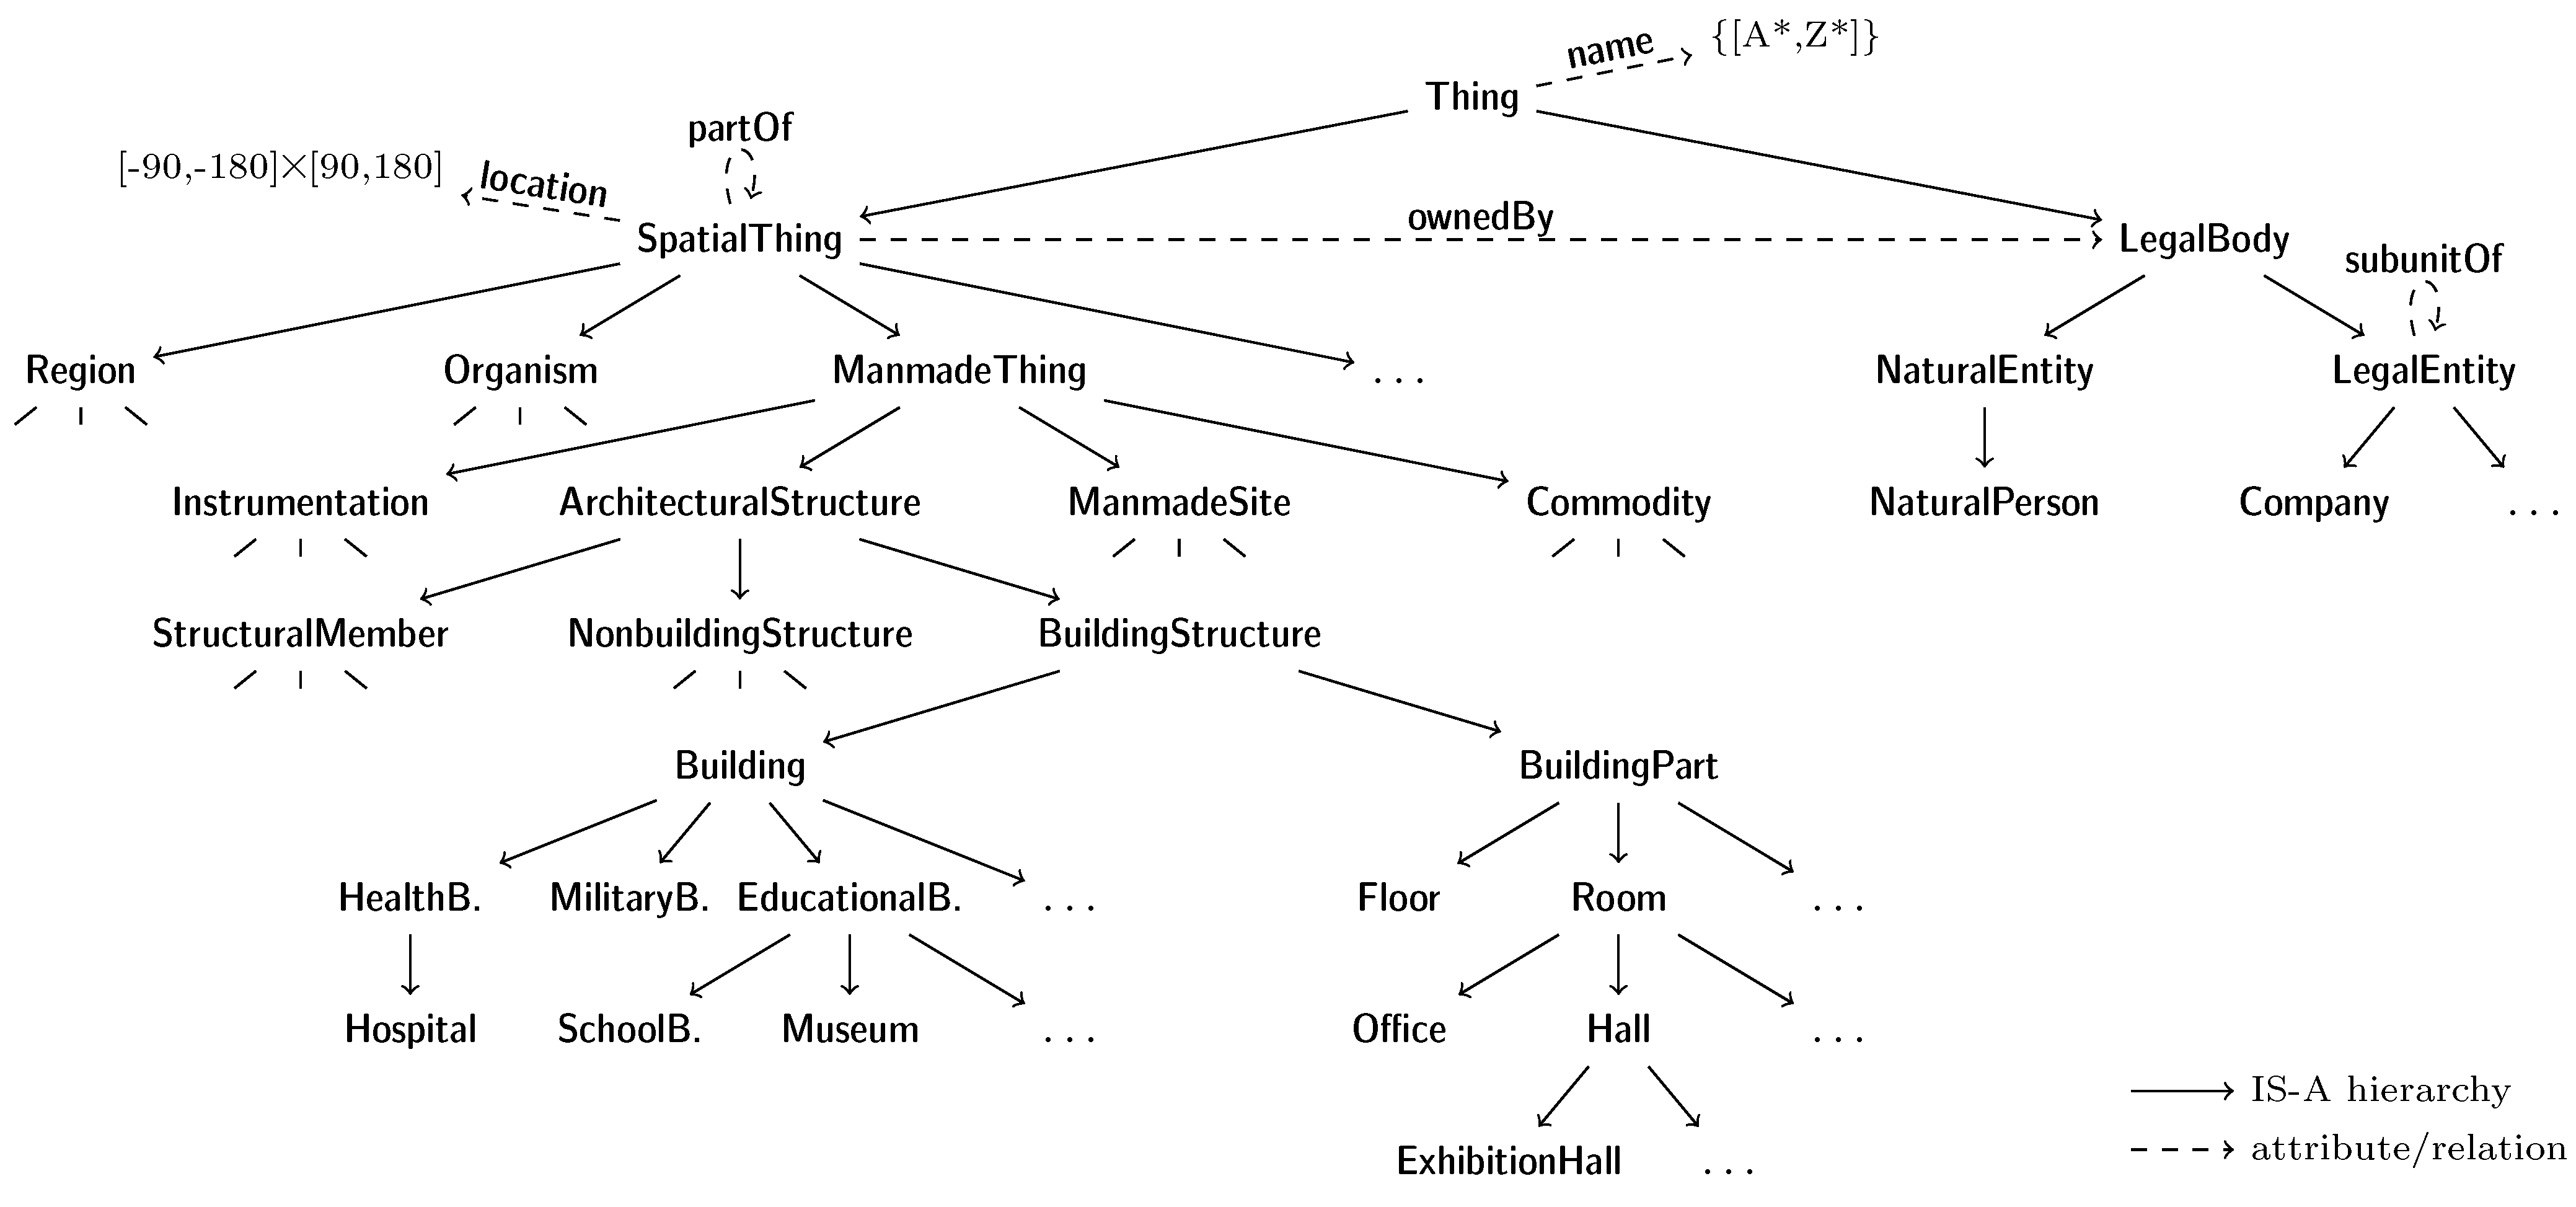 name {[A*,Z*]}
Thing
partOf
[-90,-180]×[90,180] location
ownedBy
SpatialThing LegalBody
subunitOf
Region Organism ManmadeThing ... NaturalEntity LegalEntity
Instrumentation ArchitecturalStructure ManmadeSite Commodity NaturalPerson Company ...
StructuralMember NonbuildingStructure BuildingStructure
Building BuildingPart
HealthB. MilitaryB. EducationalB. ... Floor Room ...
Hospital SchoolB. Museum ... Office Hall ...
IS-A hierarchy
attribute/relation
ExhibitionHall ...